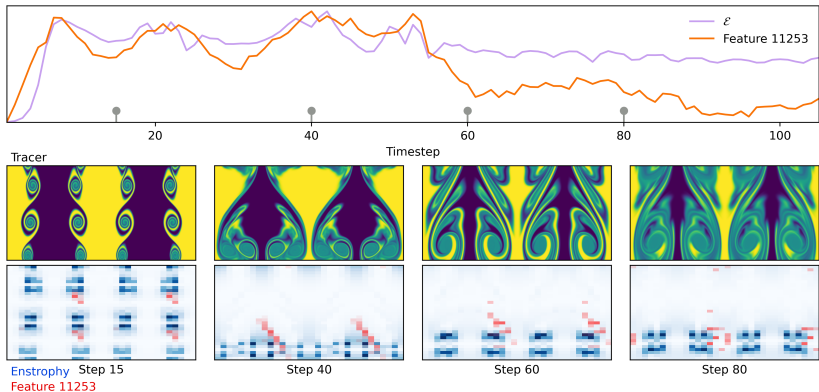 ℰ
Feature 11253
20 40 60 80 100
Timestep
Tracer
Step 15 Step 40 Step 60 Step 80
Enstrophy
Feature 11253